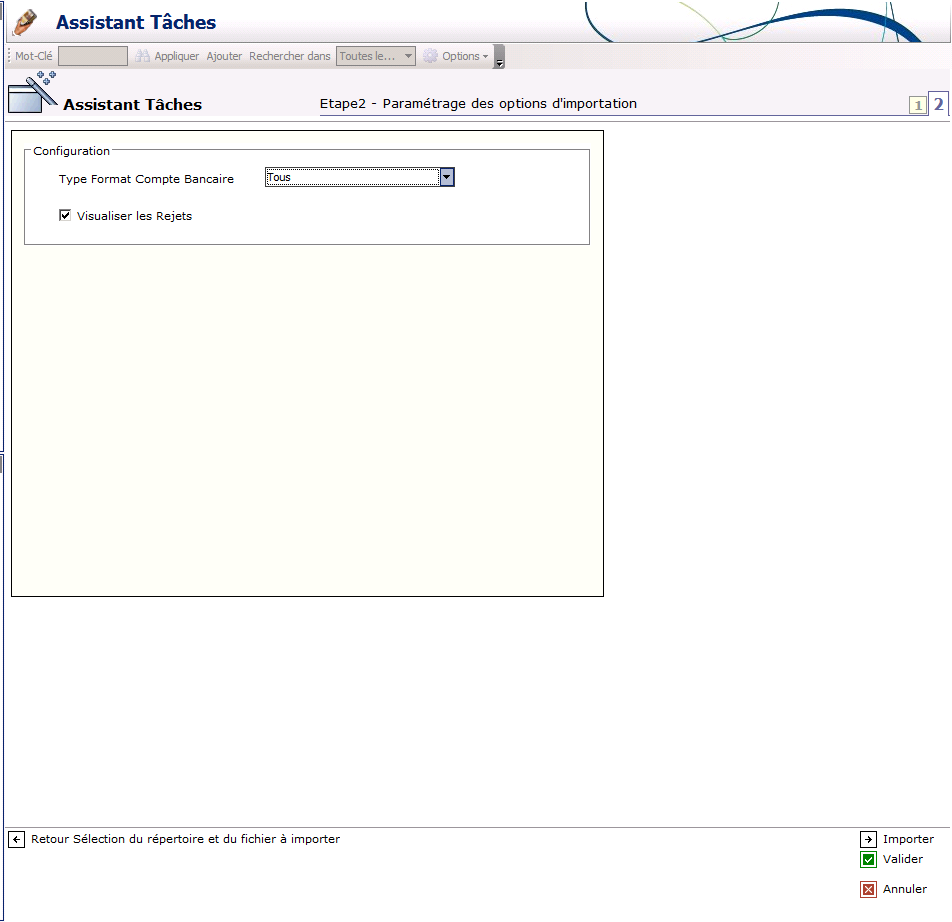 Assistant Tâches
Mot-Clé Appliquer Ajouter Rechercher dans Toutes le... Options
Assistant Tâches
Etape2 - Paramétrage des options d'importation
1 2
Configuration
Type Format Compte Bancaire Tous
Visualiser les Rejets
Retour Sélection du répertoire et du fichier à importer
Importer
Valider
Annuler